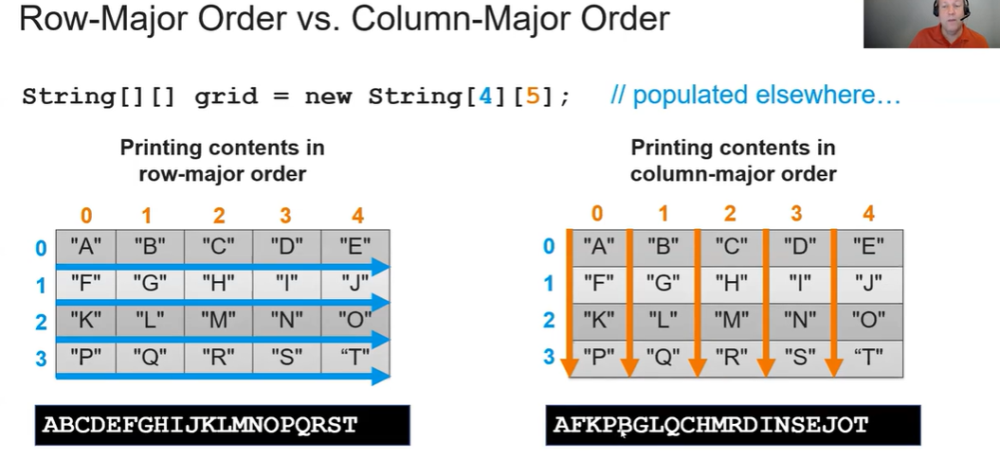 Row-Major Order vs. Column-Major Order
String[][] grid = new String[4][5]; // populated elsewhere…
Printing contents in
row-major order
0 1 2 3 4
0 "A" "B" "C" "D" "E"
1 "F" "G" "H" "I" "J"
2 "K" "L" "M" "N" "O"
3 "P" "Q" "R" "S" “T"
ABCDEFGHIJKLMNOPQRST
Printing contents in
column-major order
0 1 2 3 4
0 "A" "B" "C" "D" "E"
1 "F" "G" "H" "I" "J"
2 "K" "L" "M" "N" "O"
3 "P" "Q" "R" "S" “T"
AFKPBGLQCHMRDINSEJOT